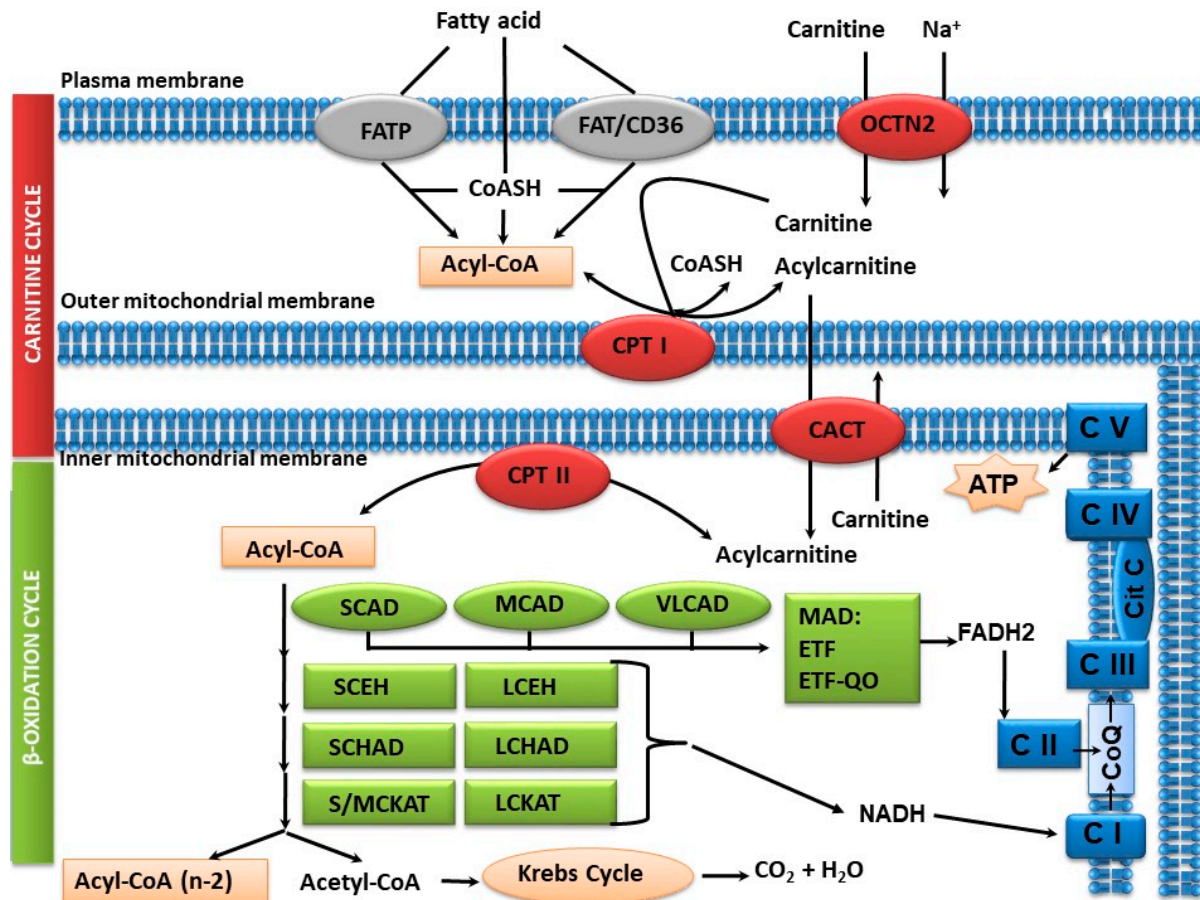 Fatty acid
Carnitine
Na⁺
Plasma membrane
FATP
FAT/CD36
OCTN2
CoASH
Carnitine
Acyl-CoA
CoASH
Acylcarnitine
Outer mitochondrial membrane
CPT I
CARNITINE CLYCLE
CACT
C V
Inner mitochondrial membrane
CPT II
ATP
C IV
Carnitine
Acyl-CoA
Acylcarnitine
Cit C
SCAD
MCAD
VLCAD
MAD:
ETF
ETF-QO
FADH2
C III
β-OXIDATION CYCLE
SCEH
LCEH
SCHAD
LCHAD
C II
CoQ
S/MCKAT
LCKAT
NADH
C I
Acyl-CoA (n-2)
Acetyl-CoA
Krebs Cycle
CO₂ + H₂O